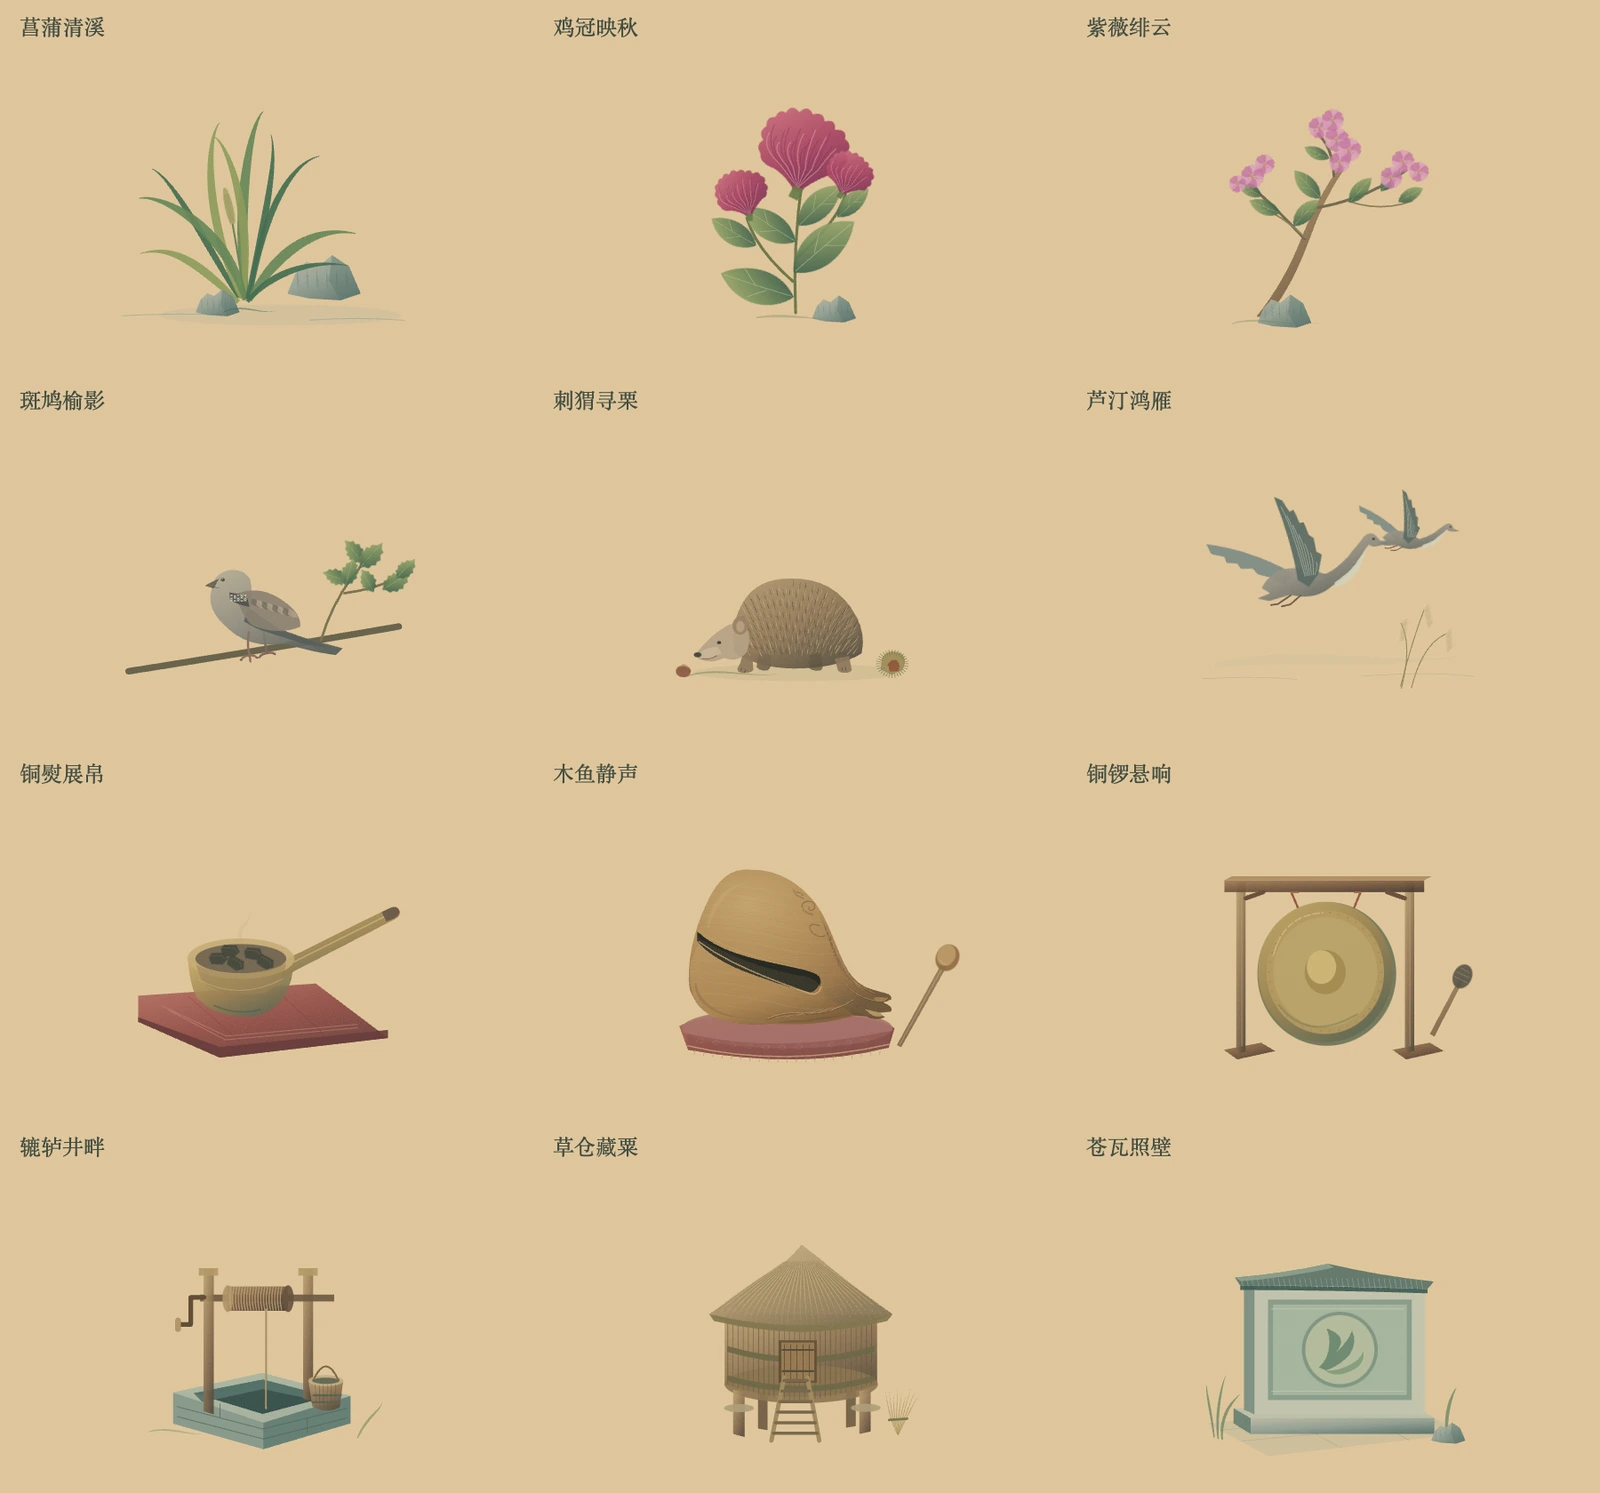 菖蒲清溪
鸡冠映秋
紫薇绯云
斑鸠榆影
刺猬寻栗
芦汀鸿雁
铜熨展帛
木鱼静声
铜锣悬响
辘轳井畔
草仓藏粟
苍瓦照壁